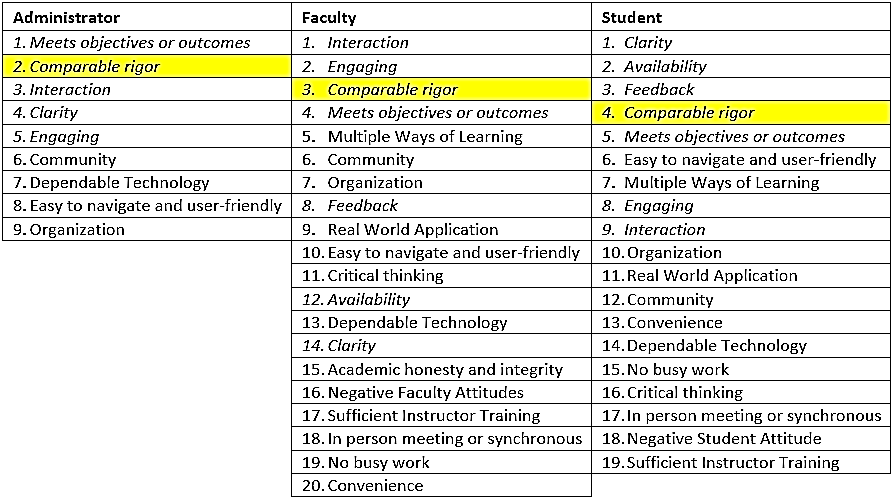 Administrator Faculty Student
1. Meets objectives or outcomes 1. Interaction 1. Clarity
2. Comparable rigor 2. Engaging 2. Availability
3. Interaction 3. Comparable rigor 3. Feedback
4. Clarity 4. Meets objectives or outcomes 4. Comparable rigor
5. Engaging 5. Multiple Ways of Learning 5. Meets objectives or outcomes
6. Community 6. Community 6. Easy to navigate and user-friendly
7. Dependable Technology 7. Organization 7. Multiple Ways of Learning
8. Easy to navigate and user-friendly 8. Feedback 8. Engaging
9. Organization 9. Real World Application 9. Interaction
10. Easy to navigate and user-friendly 10. Organization
11. Critical thinking 11. Real World Application
12. Availability 12. Community
13. Dependable Technology 13. Convenience
14. Clarity 14. Dependable Technology
15. Academic honesty and integrity 15. No busy work
16. Negative Faculty Attitudes 16. Critical thinking
17. Sufficient Instructor Training 17. In person meeting or synchronous
18. In person meeting or synchronous 18. Negative Student Attitude
19. No busy work 19. Sufficient Instructor Training
20. Convenience